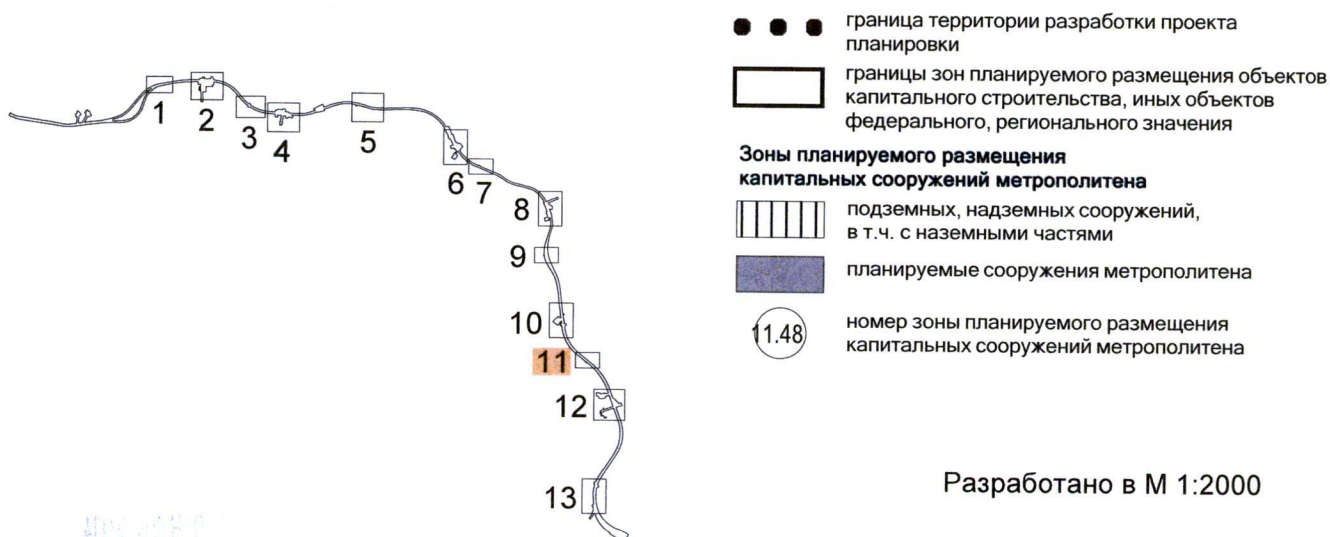 1
2
3
4
5
6
7
8
9
10
11
12
13
граница территории разработки проекта
планировки
границы зон планируемого размещения объектов
капитального строительства, иных объектов
федерального, регионального значения
Зоны планируемого размещения
капитальных сооружений метрополитена
подземных, надземных сооружений,
в т.ч. с наземными частями
планируемые сооружения метрополитена
11.48
номер зоны планируемого размещения
капитальных сооружений метрополитена
Разработано в М 1:2000